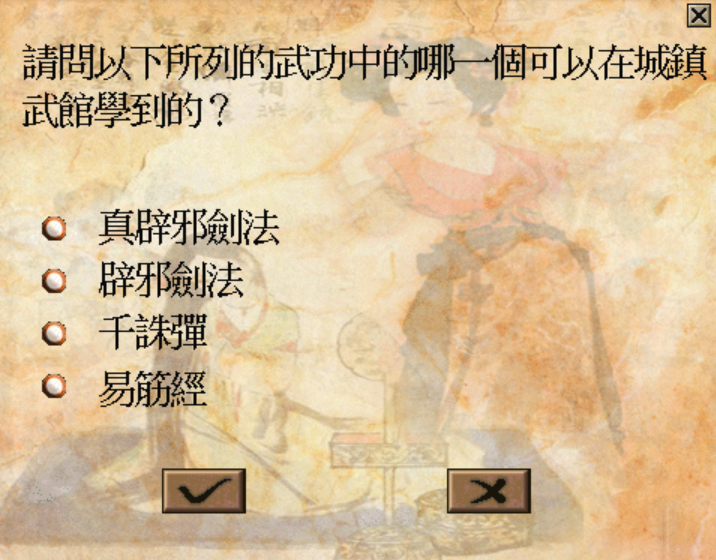 請問以下所列的武功中的哪一個可以在城鎮
武館學到的？
真辟邪劍法
辟邪劍法
千誅彈
易筋經